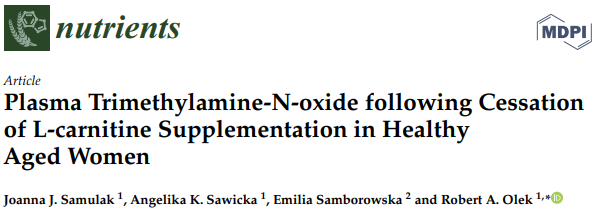 nutrients
MDPI
Article
Plasma Trimethylamine-N-oxide following Cessation
of L-carnitine Supplementation in Healthy
Aged Women
Joanna J. Samulak 1, Angelika K. Sawicka 1, Emilia Samborowska 2 and Robert A. Olek 1,* iD